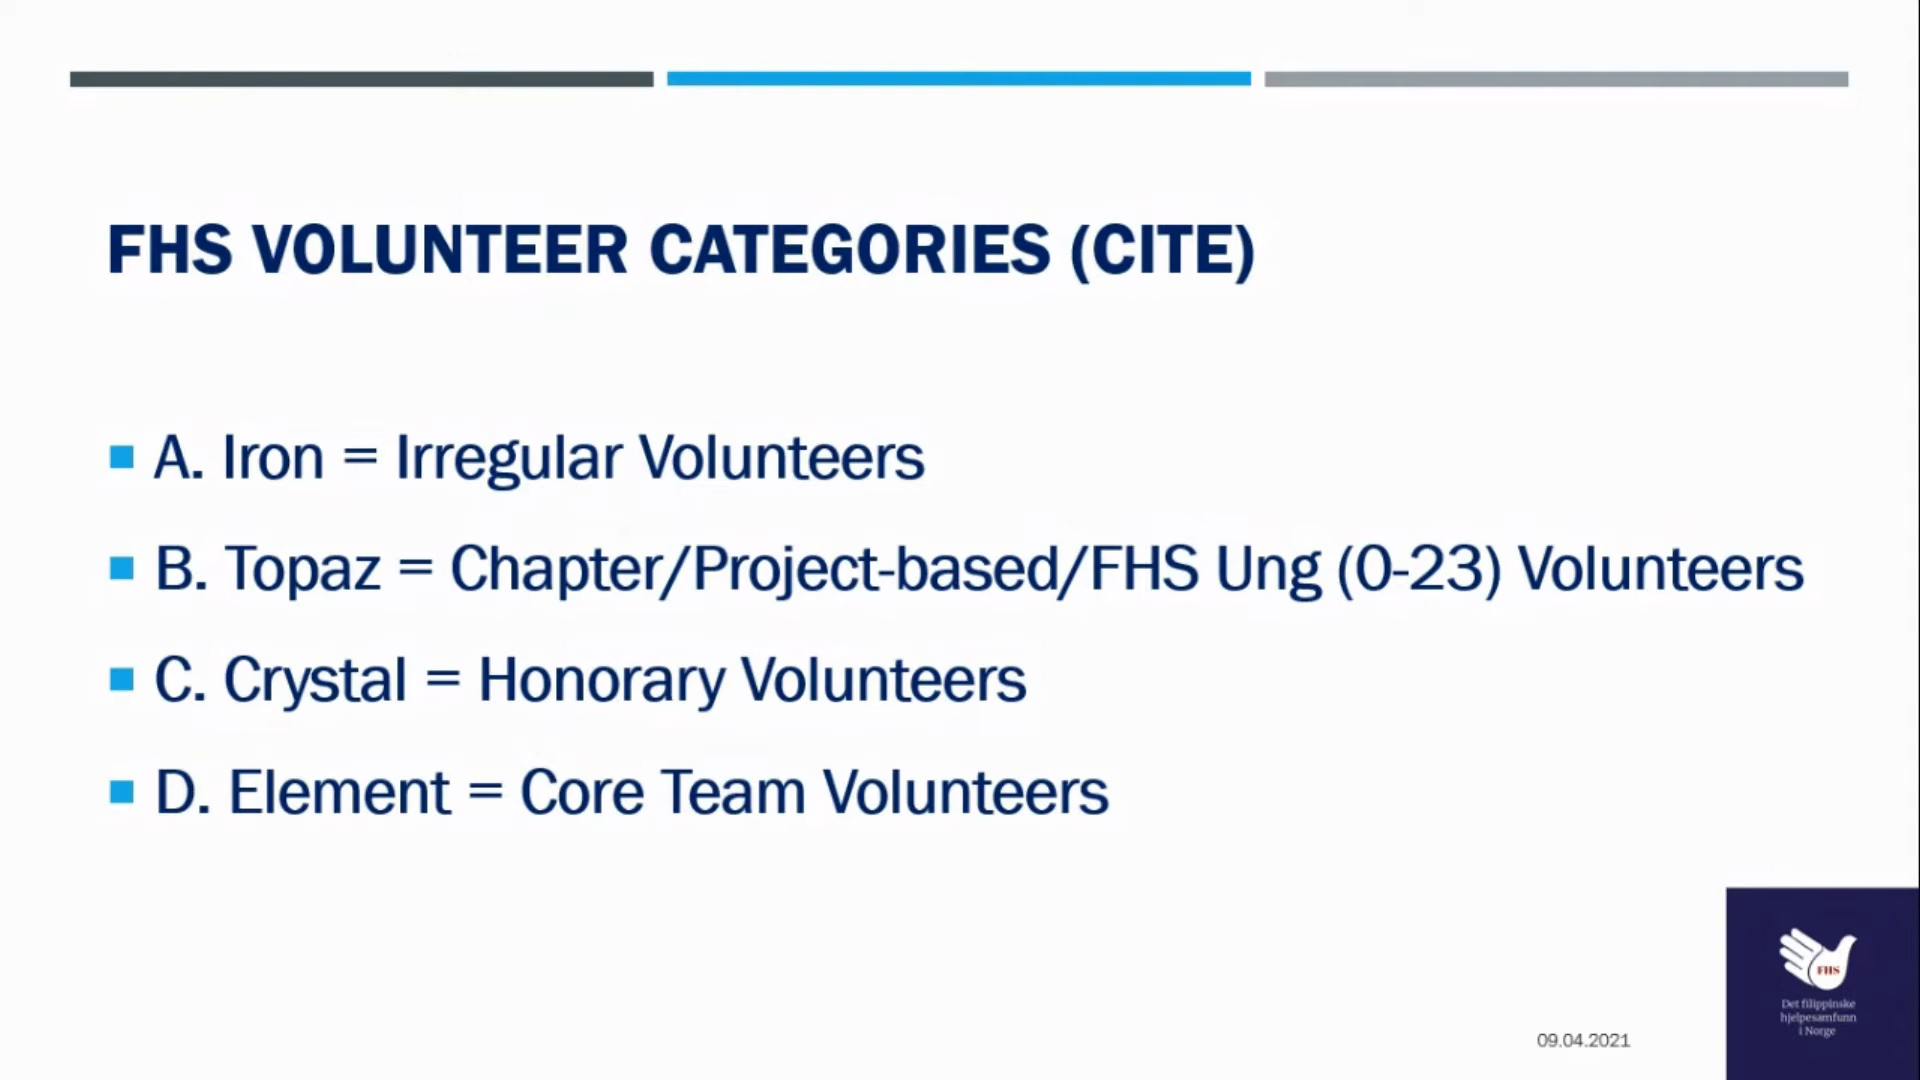 FHS VOLUNTEER CATEGORIES (CITE)
A. Iron = Irregular Volunteers
B. Topaz = Chapter/Project-based/FHS Ung (0-23) Volunteers
C. Crystal = Honorary Volunteers
D. Element = Core Team Volunteers
FHS
Det filippinske
hjelpesamfunn
i Norge
09.04.2021